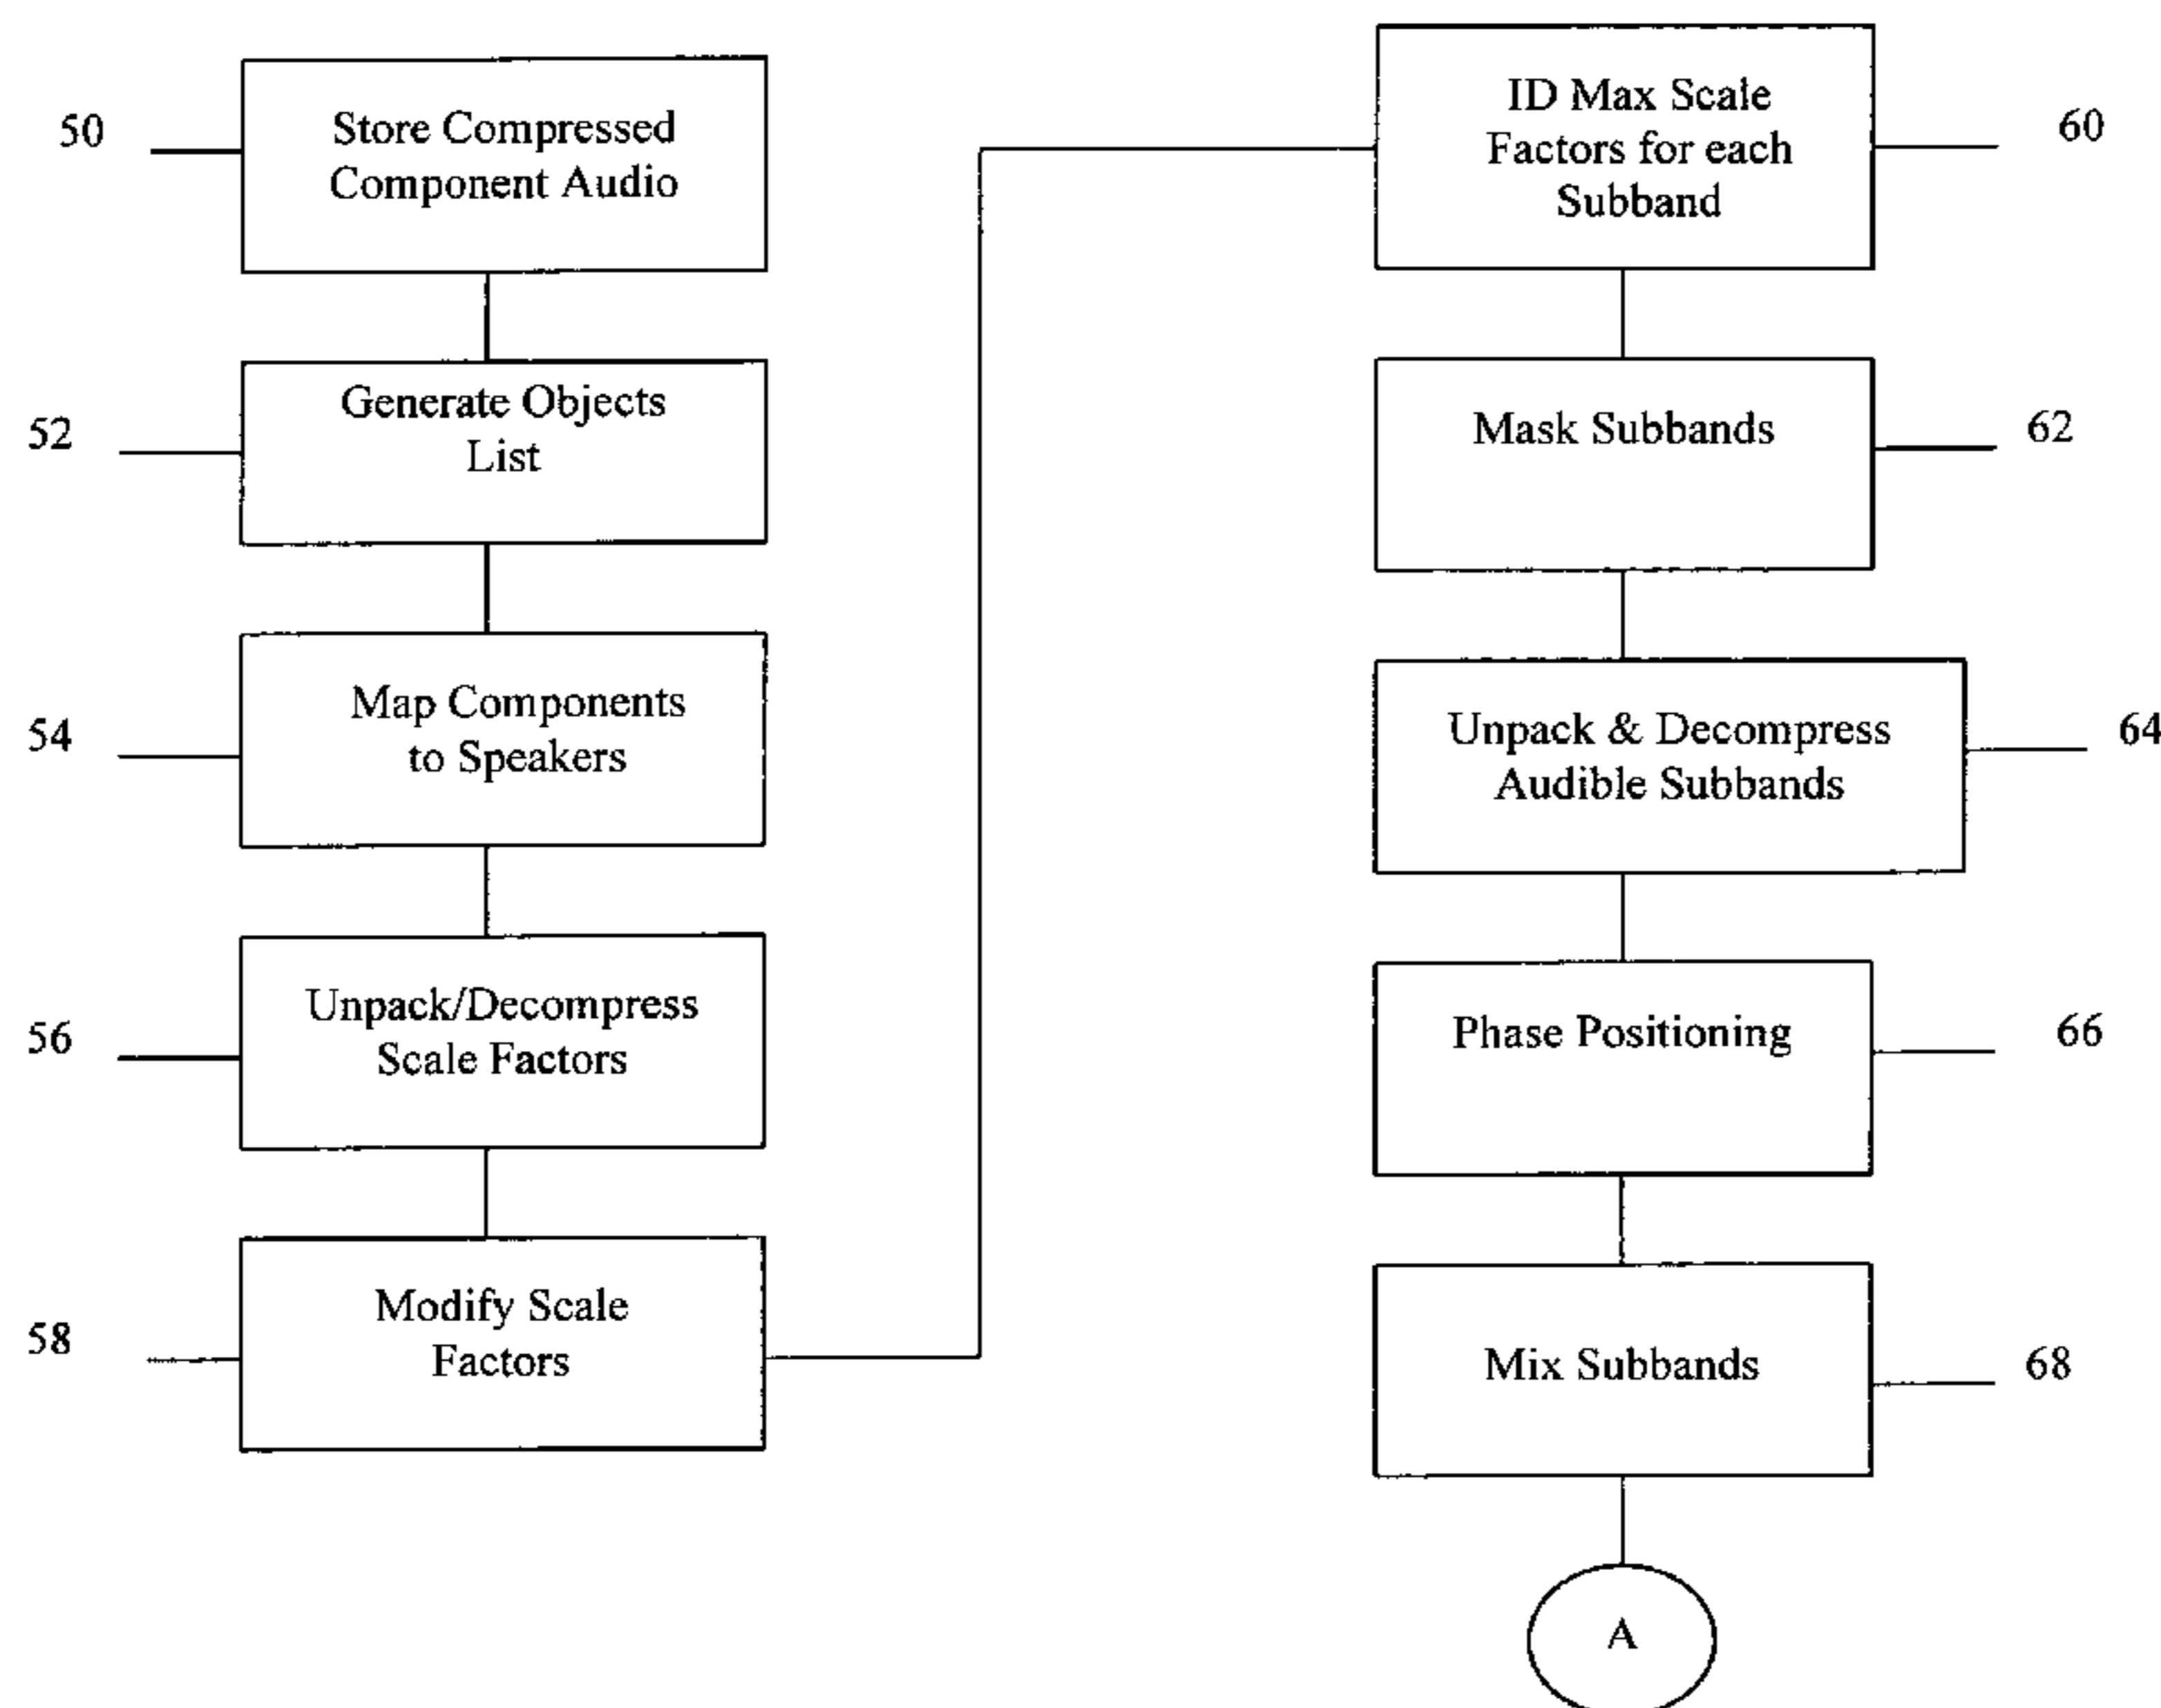 50
Store Compressed
Component Audio
52
Generate Objects
List
54
Map Components
to Speakers
56
Unpack/Decompress
Scale Factors
58
Modify Scale
Factors
ID Max Scale
Factors for each
Subband
60
Mask Subbands
62
Unpack & Decompress
Audible Subbands
64
Phase Positioning
66
Mix Subbands
68
A